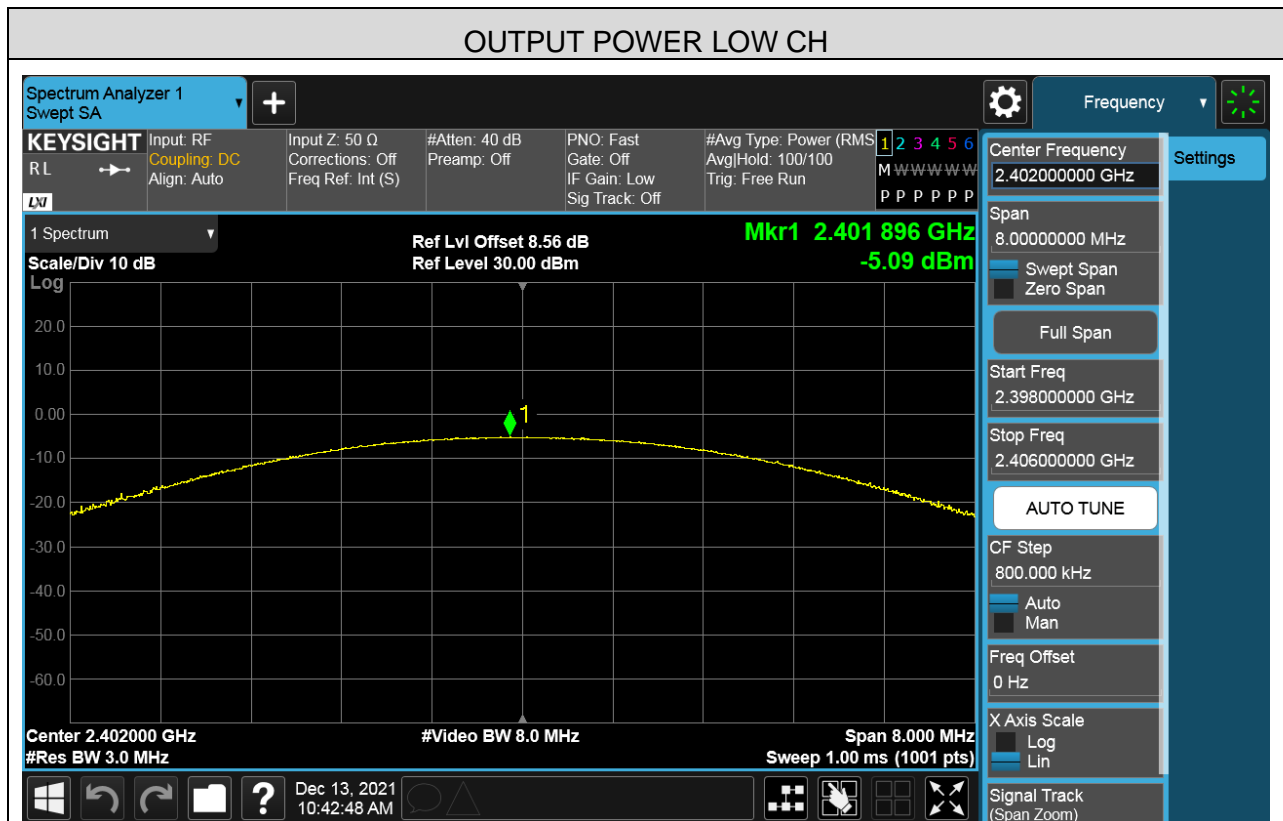 OUTPUT POWER LOW CH
Spectrum Analyzer 1
Swept SA
Frequency
KEYSIGHT
RL
LXI
Input: RF
Coupling: DC
Align: Auto
Input Z: 50 Ω
Corrections: Off
Freq Ref: Int (S)
#Atten: 40 dB
Preamp: Off
PNO: Fast
Gate: Off
IF Gain: Low
Sig Track: Off
#Avg Type: Power (RMS
Avg|Hold: 100/100
Trig: Free Run
1 2 3 4 5 6
M W W W W W
P P P P P P
1 Spectrum
Scale/Div 10 dB
Log
Ref Lvl Offset 8.56 dB
Ref Level 30.00 dBm
Mkr1 2.401 896 GHz
-5.09 dBm
20.0
10.0
0.00
-10.0
-20.0
-30.0
-40.0
-50.0
-60.0
1
Center 2.402000 GHz
#Res BW 3.0 MHz
#Video BW 8.0 MHz
Span 8.000 MHz
Sweep 1.00 ms (1001 pts)
Center Frequency
2.402000000 GHz
Settings
Span
8.00000000 MHz
Swept Span
Zero Span
Full Span
Start Freq
2.398000000 GHz
Stop Freq
2.406000000 GHz
AUTO TUNE
CF Step
800.000 kHz
Auto
Man
Freq Offset
0 Hz
X Axis Scale
Log
Lin
Signal Track
(Span Zoom)
?
Dec 13, 2021
10:42:48 AM